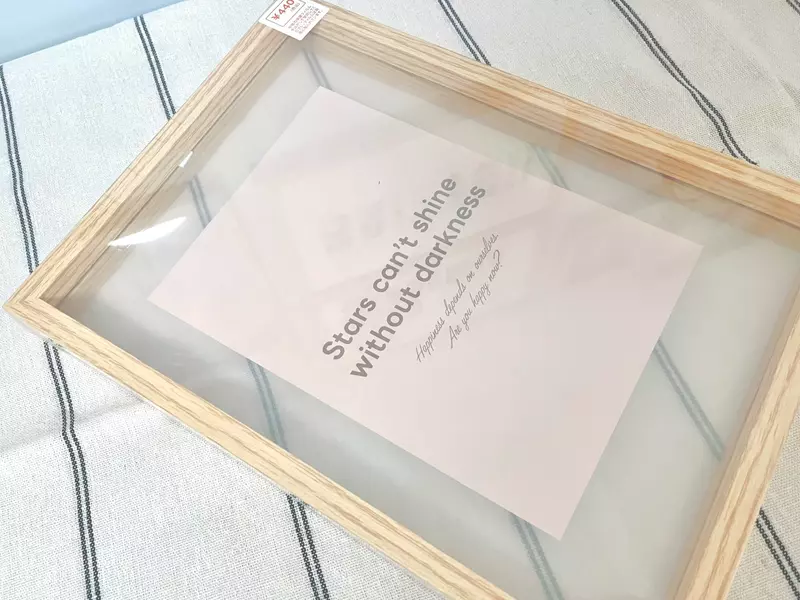 ¥440
Stars can't shine
without darkness
Happiness depends on ourselves.
Are you happy now?